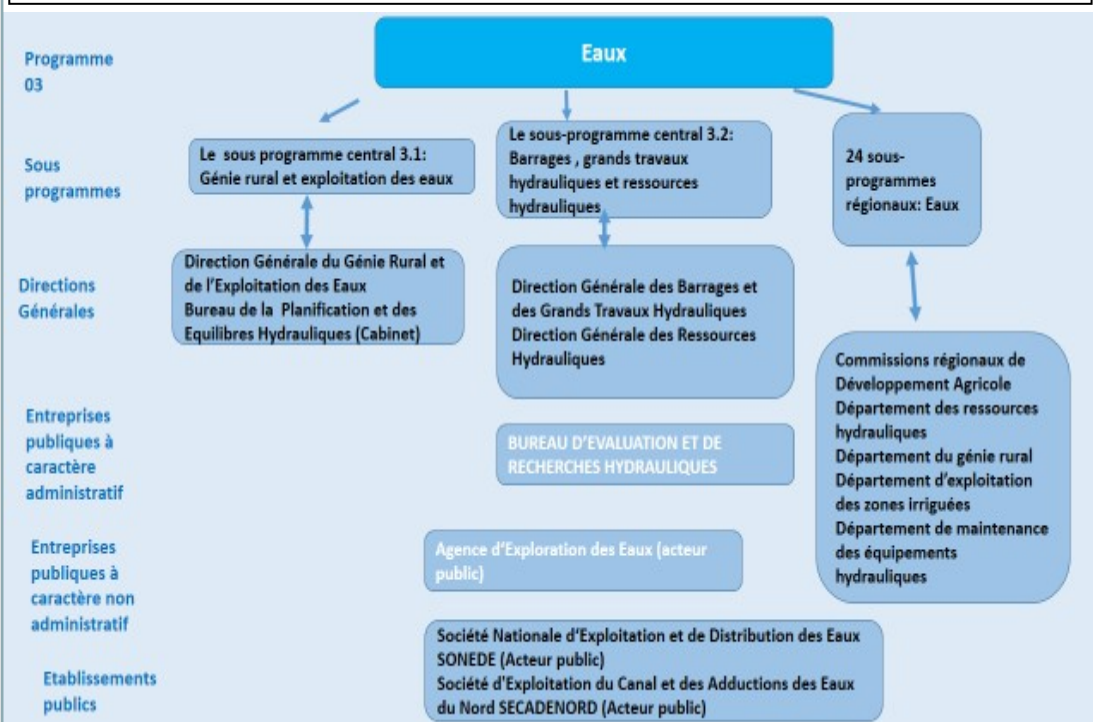 Eaux
Programme
03
Sous
programmes
Le sous programme central 3.1:
Génie rural et exploitation des eaux
Le sous-programme central 3.2:
Barrages , grands travaux
hydrauliques et ressources
hydrauliques
24 sous-
programmes
régionaux: Eaux
Directions
Générales
Direction Générale du Génie Rural et
de l'Exploitation des Eaux
Bureau de la Planification et des
Equilibres Hydrauliques (Cabinet)
Direction Générale des Barrages et
des Grands Travaux Hydrauliques
Direction Générale des Ressources
Hydrauliques
Commissions régionaux de
Développement Agricole
Département des ressources
hydrauliques
Département du génie rural
Département d'exploitation
des zones irriguées
Département de maintenance
des équipements
hydrauliques
Entreprises
publiques à
caractère
administratif
BUREAU D'EVALUATION ET DE
RECHERCHES HYDRAULIQUES
Entreprises
publiques à
caractère non
administratif
Agence d'Exploration des Eaux (acteur
public)
Etablissements
publics
Société Nationale d'Exploitation et de Distribution des Eaux
SONEDE (Acteur public)
Société d'Exploitation du Canal et des Adductions des Eaux
du Nord SECADENORD (Acteur public)